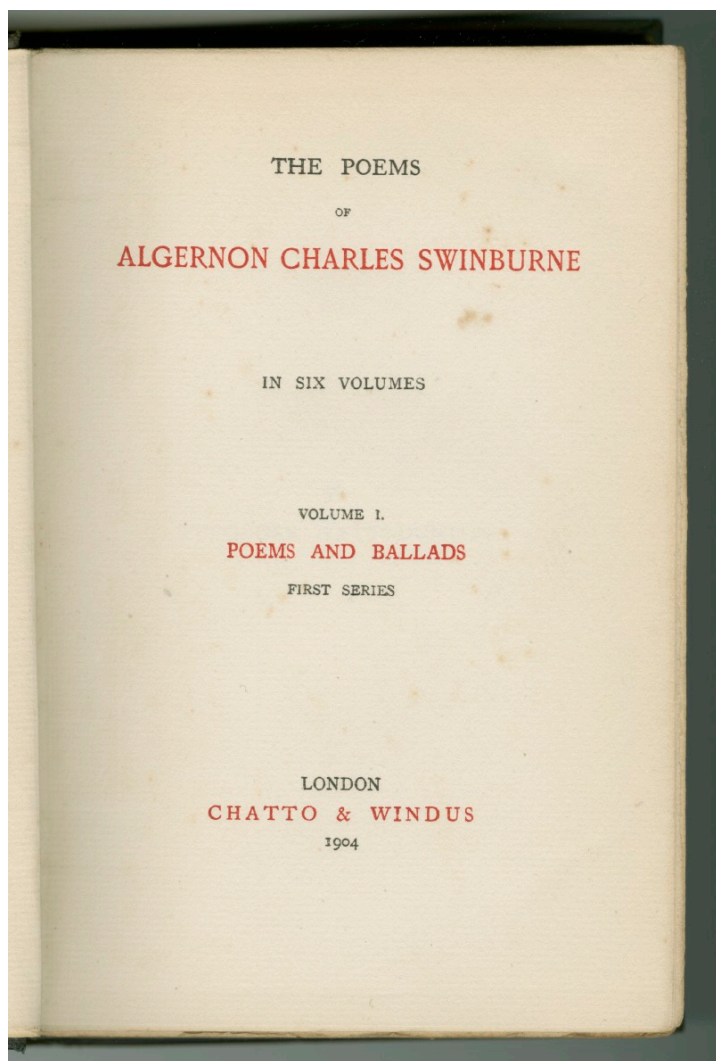 THE POEMS
OF
ALGERNON CHARLES SWINBURNE
IN SIX VOLUMES
VOLUME I.
POEMS AND BALLADS
FIRST SERIES
LONDON
CHATTO & WINDUS
1904